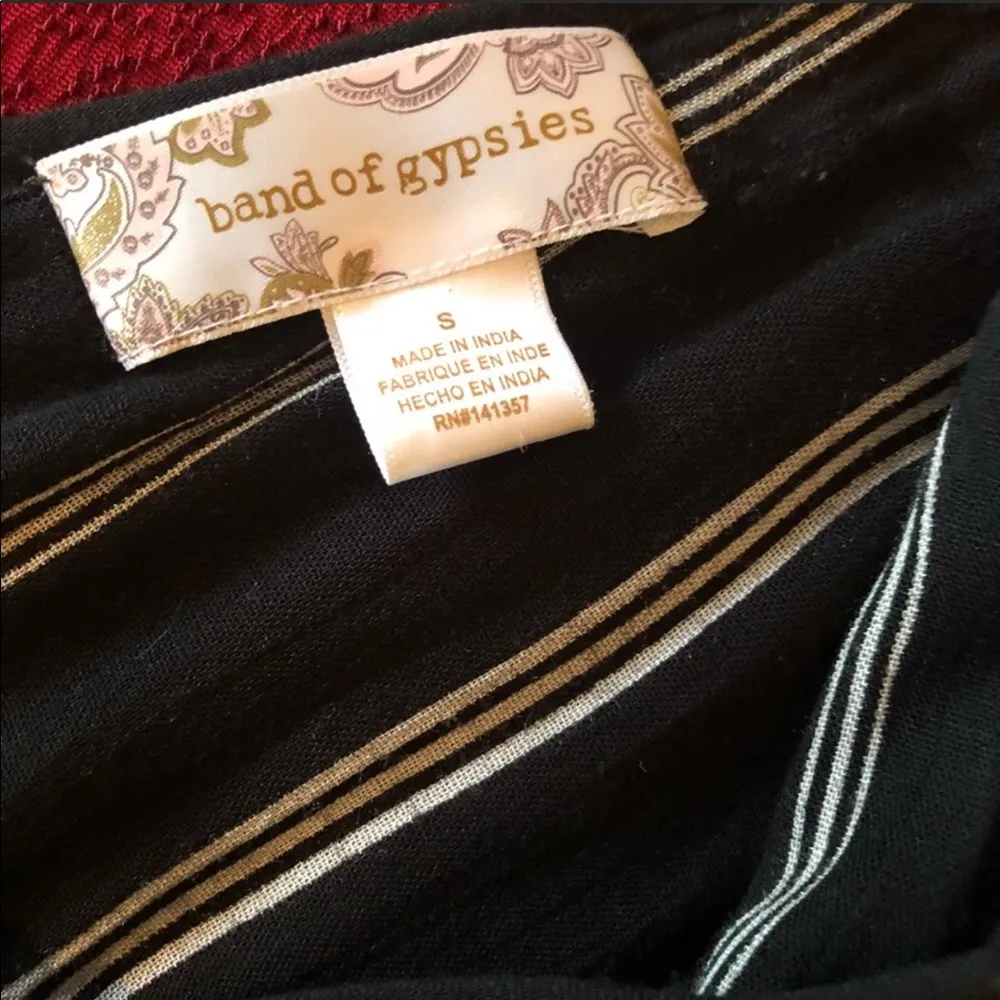 band of gypsies
S
MADE IN INDIA
FABRIQUE EN INDE
HECHO EN INDIA
RN#141357